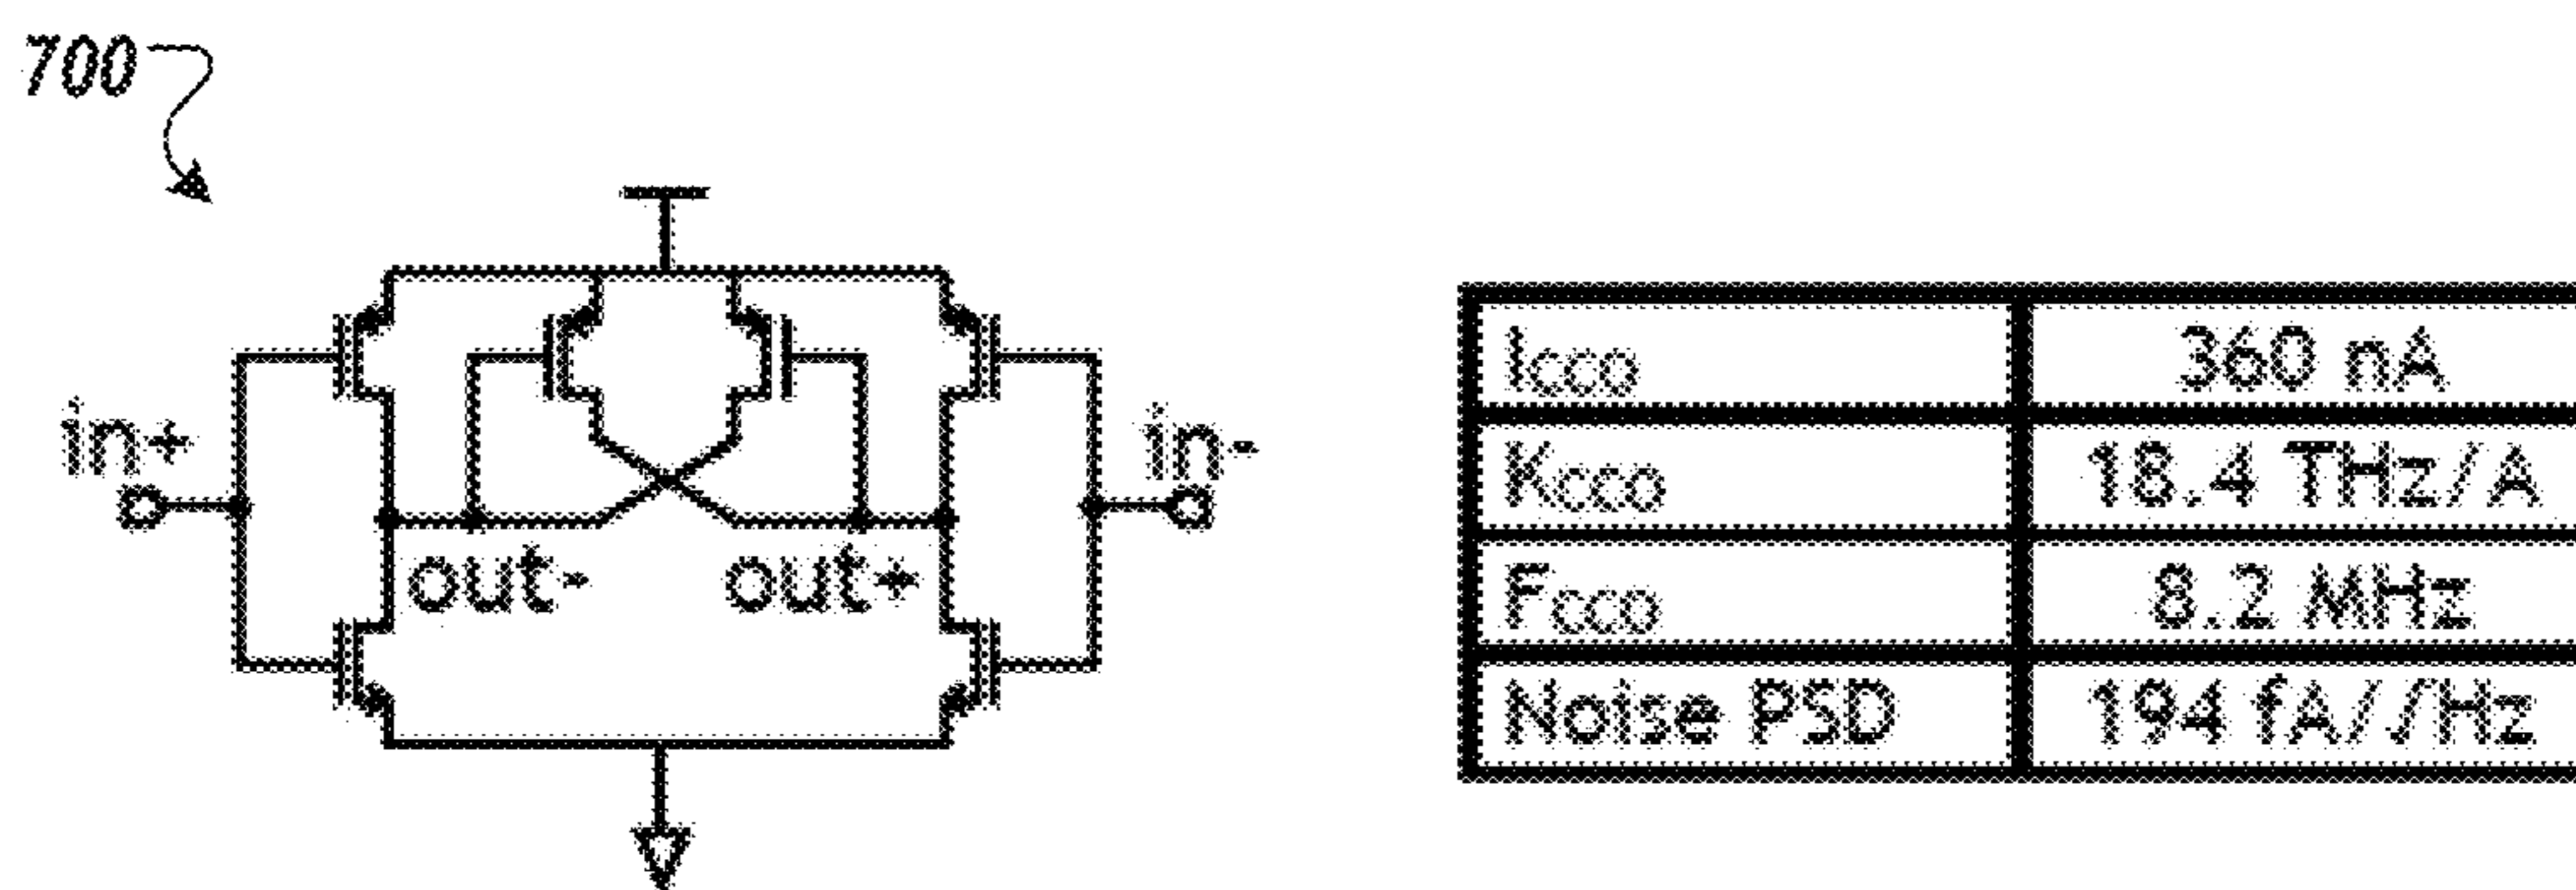 700
in+
in-
out- out+
ICCO 360 nA
KCCO 18.4 THz/A
FCCO 8.2 MHz
Noise PSD 194 fA/√Hz